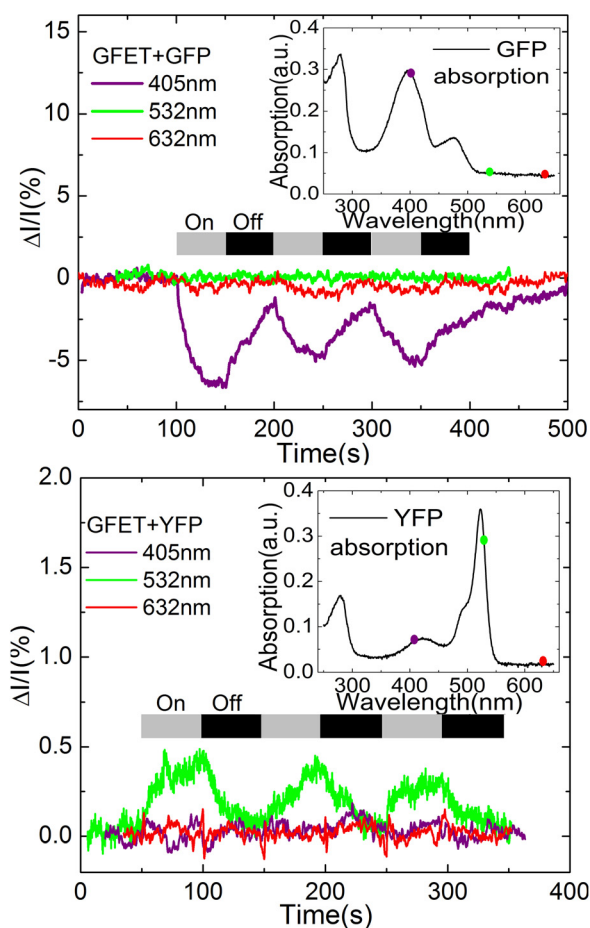 GFET+GFP
405nm
532nm
632nm
GFP
absorption
Absorption(a.u.)
0.4
0.3
0.2
0.1
0.0
300 400 500 600
Wavelength(nm)
On Off
ΔI/I(%)
15
10
5
0
-5
0 100 200 300 400 500
Time(s)
GFET+YFP
405nm
532nm
632nm
YFP
absorption
Absorption(a.u.)
0.4
0.3
0.2
0.1
0.0
300 400 500 600
Wavelength(nm)
On Off
ΔI/I(%)
2.0
1.5
1.0
0.5
0.0
0 100 200 300 400
Time(s)